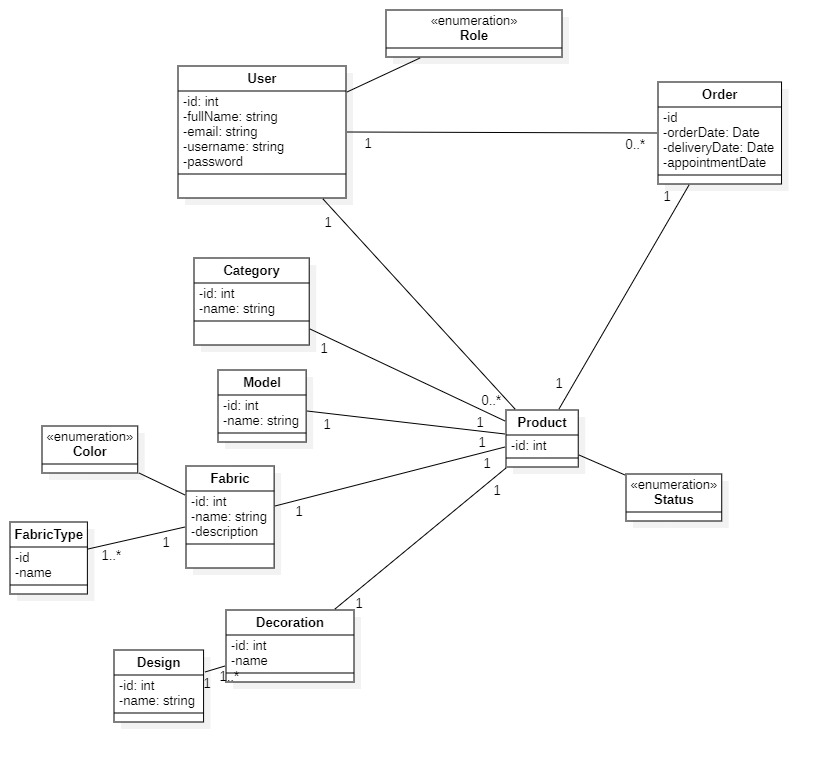 «enumeration»
Role
User
-id: int
-fullName: string
-email: string
-username: string
-password
Order
-id
-orderDate: Date
-deliveryDate: Date
-appointmentDate
1
0..*
1
1
Category
-id: int
-name: string
1
1
0..*
Model
-id: int
-name: string
1
1
Product
-id: int
1
1
1
«enumeration»
Color
Fabric
-id: int
-name: string
-description
1
«enumeration»
Status
FabricType
-id
-name
1..*
1
1
Decoration
-id: int
-name
Design
-id: int
-name: string
1
1..*